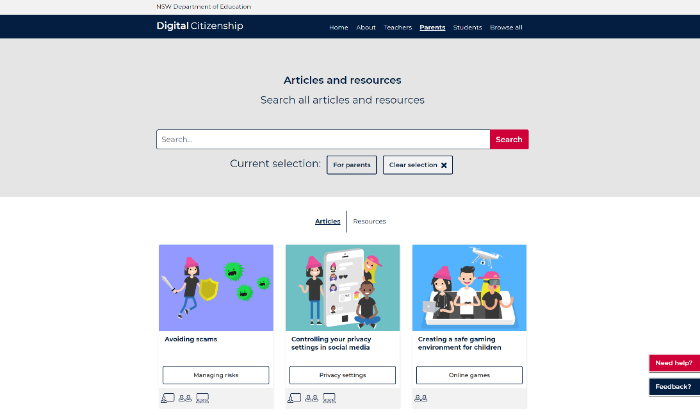 NSW Department of Education
Digital Citizenship
Home About Teachers Parents Students Browse all
Articles and resources
Search all articles and resources
Search... Search
Current selection: For parents Clear selection
Articles Resources
Avoiding scams
Managing risks
Controlling your privacy
settings in social media
Privacy settings
Creating a safe gaming
environment for children
Online games
Need help?
Feedback?